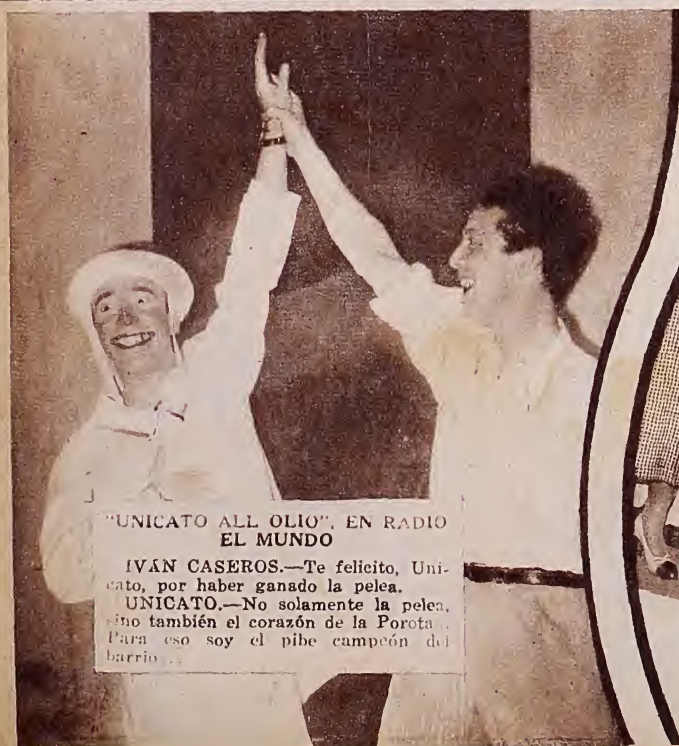 "UNICATO ALL OLIO", EN RADIO
EL MUNDO
IVÁN CASEROS.—Te felicito, Uni-
cato, por haber ganado la pelea.
UNICATO.—No solamente la pelea,
sino también el corazón de la Porota...
Para eso soy el pibe campeón del
barrio...